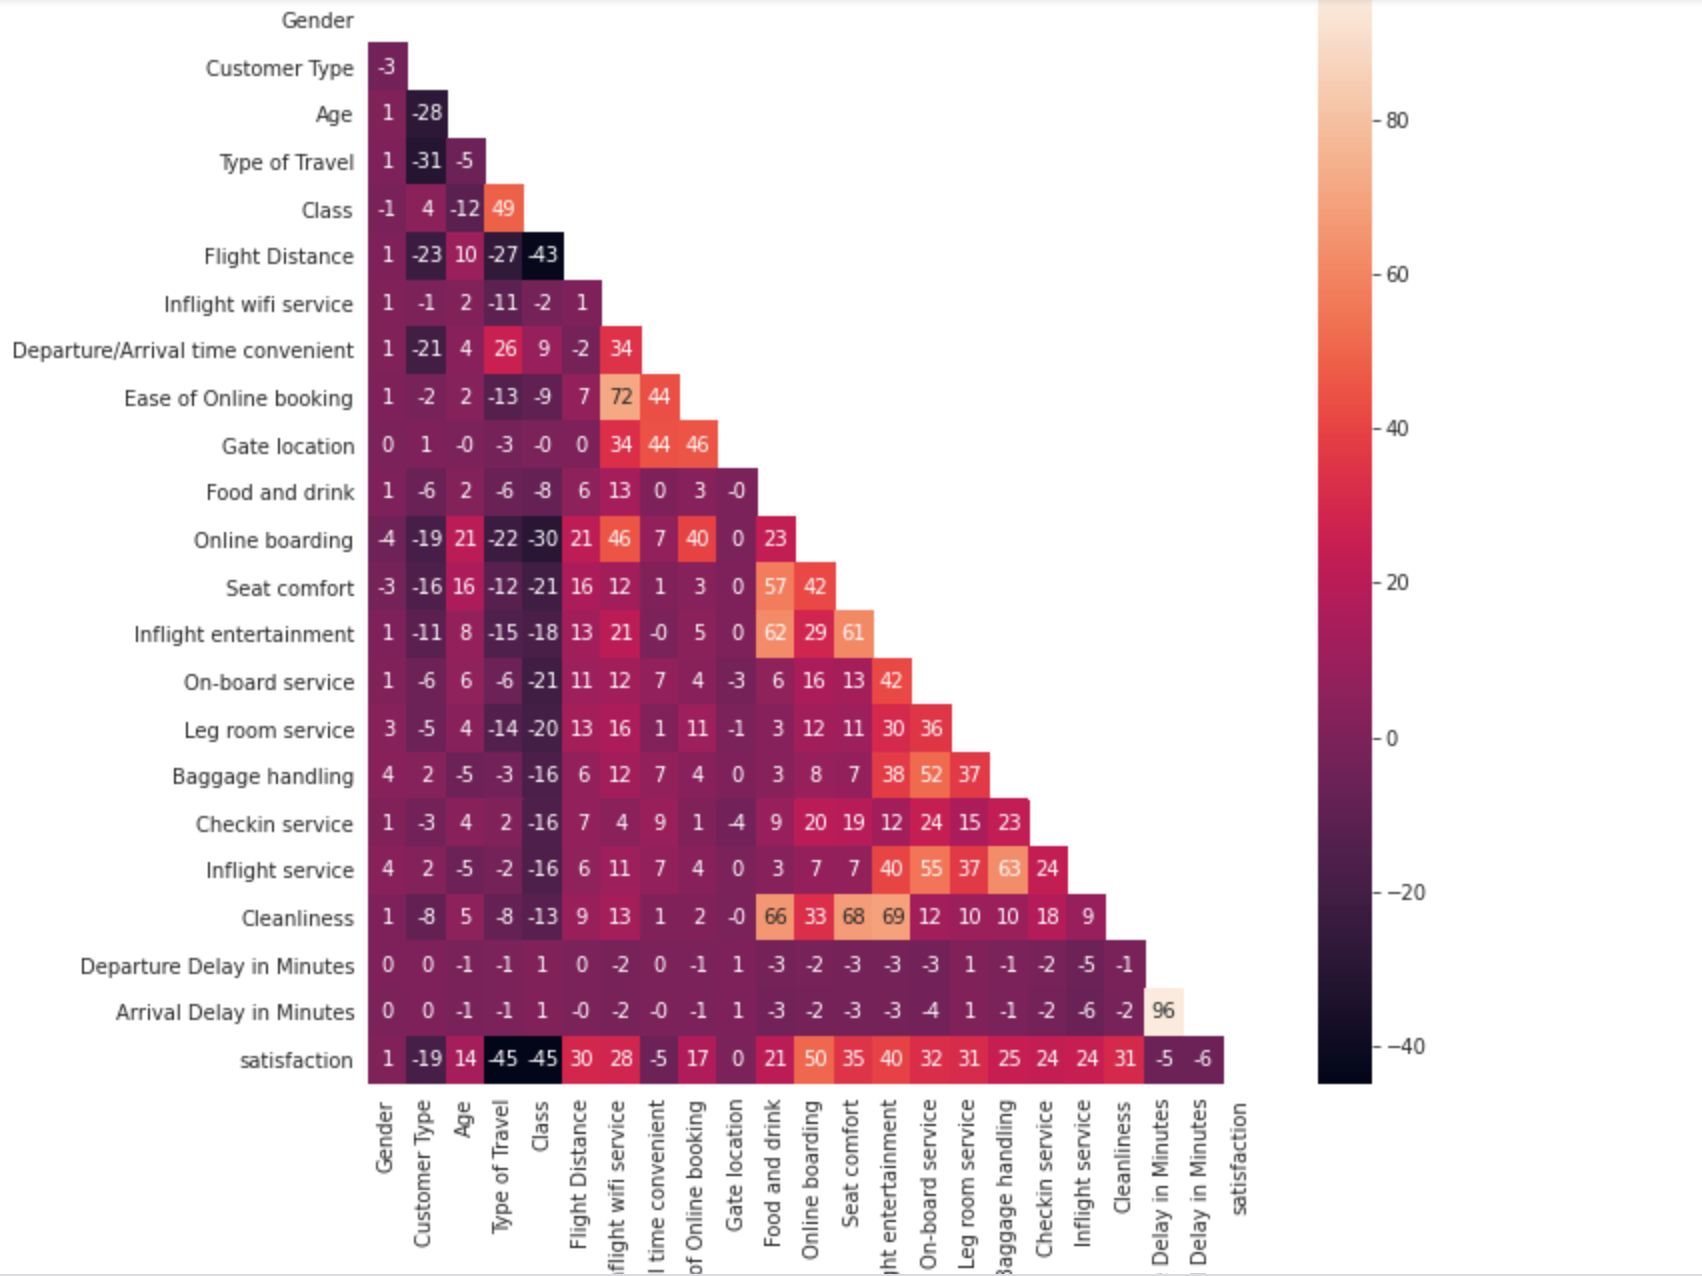 Gender
Customer Type -3
Age 1 -28
Type of Travel 1 -31 -5
Class -1 4 -12 49
Flight Distance 1 -23 10 -27 -43
Inflight wifi service 1 -1 2 -11 -2 1
Departure/Arrival time convenient 1 -21 4 26 9 -2 34
Ease of Online booking 1 -2 2 -13 -9 7 72 44
Gate location 0 1 -0 -3 -0 0 34 44 46
Food and drink 1 -6 2 -6 -8 6 13 0 3 -0
Online boarding -4 -19 21 -22 -30 21 46 7 40 0 23
Seat comfort -3 -16 16 -12 -21 16 12 1 3 0 57 42
Inflight entertainment 1 -11 8 -15 -18 13 21 -0 5 0 62 29 61
On-board service 1 -6 6 -6 -21 11 12 7 4 -3 6 16 13 42
Leg room service 3 -5 4 -14 -20 13 16 1 11 -1 3 12 11 30 36
Baggage handling 4 2 -5 -3 -16 6 12 7 4 0 3 8 7 38 52 37
Checkin service 1 -3 4 2 -16 7 4 9 1 -4 9 20 19 12 24 15 23
Inflight service 4 2 -5 -2 -16 6 11 7 4 0 3 7 7 40 55 37 63 24
Cleanliness 1 -8 5 -8 -13 9 13 1 2 -0 66 33 68 69 12 10 10 18 9
Departure Delay in Minutes 0 0 -1 -1 1 0 -2 0 -1 1 -3 -2 -3 -3 -3 1 -1 -2 -5 -1
Arrival Delay in Minutes 0 0 -1 -1 1 -0 -2 -0 -1 1 -3 -2 -3 -3 -4 1 -1 -2 -6 -2 96
satisfaction 1 -19 14 -45 -45 30 28 -5 17 0 21 50 35 40 32 31 25 24 24 31 -5 -6
Gender
Customer Type
Age
Type of Travel
Class
Flight Distance
nflight wifi service
l time convenient
of Online booking
Gate location
Food and drink
Online boarding
Seat comfort
ght entertainment
On-board service
Leg room service
Baggage handling
Checkin service
Inflight service
Cleanliness
Delay in Minutes
Delay in Minutes
satisfaction
80
60
40
20
0
−20
−40